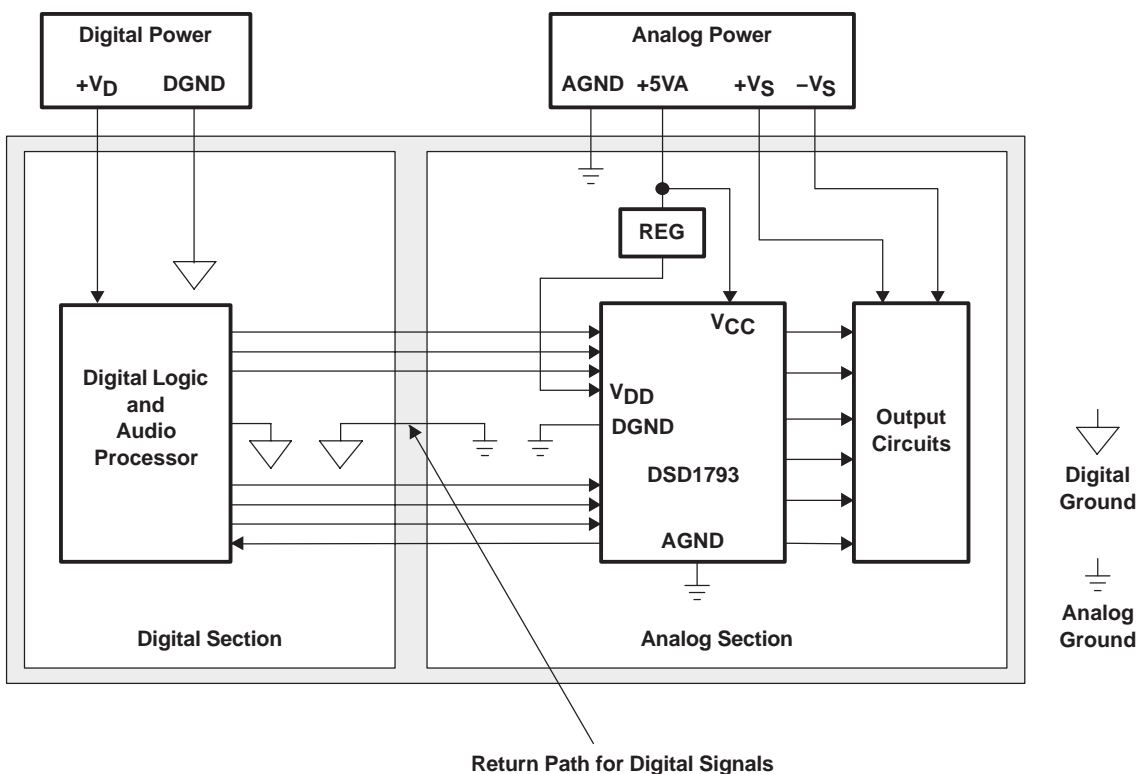 Digital Power
+VD DGND
Analog Power
AGND +5VA +VS –VS
REG
VCC
Digital Logic
and
Audio
Processor
VDD
DGND
DSD1793
AGND
Output
Circuits
Digital
Ground
Analog
Ground
Digital Section
Analog Section
Return Path for Digital Signals